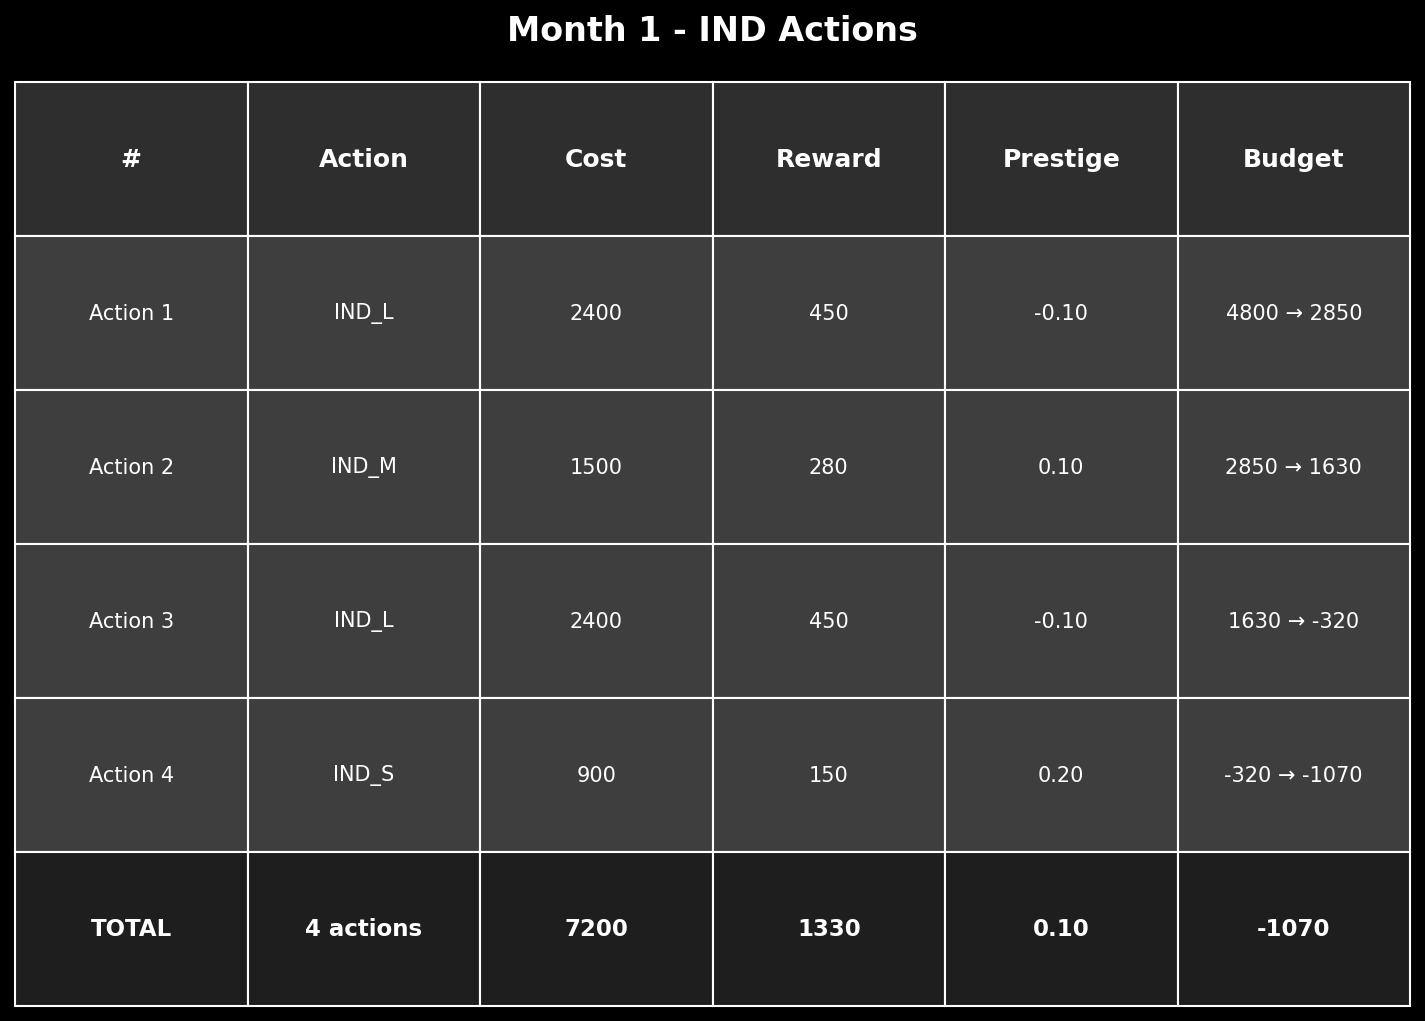 Month 1 - IND Actions
# Action Cost Reward Prestige Budget
Action 1 IND_L 2400 450 -0.10 4800 → 2850
Action 2 IND_M 1500 280 0.10 2850 → 1630
Action 3 IND_L 2400 450 -0.10 1630 → -320
Action 4 IND_S 900 150 0.20 -320 → -1070
TOTAL 4 actions 7200 1330 0.10 -1070